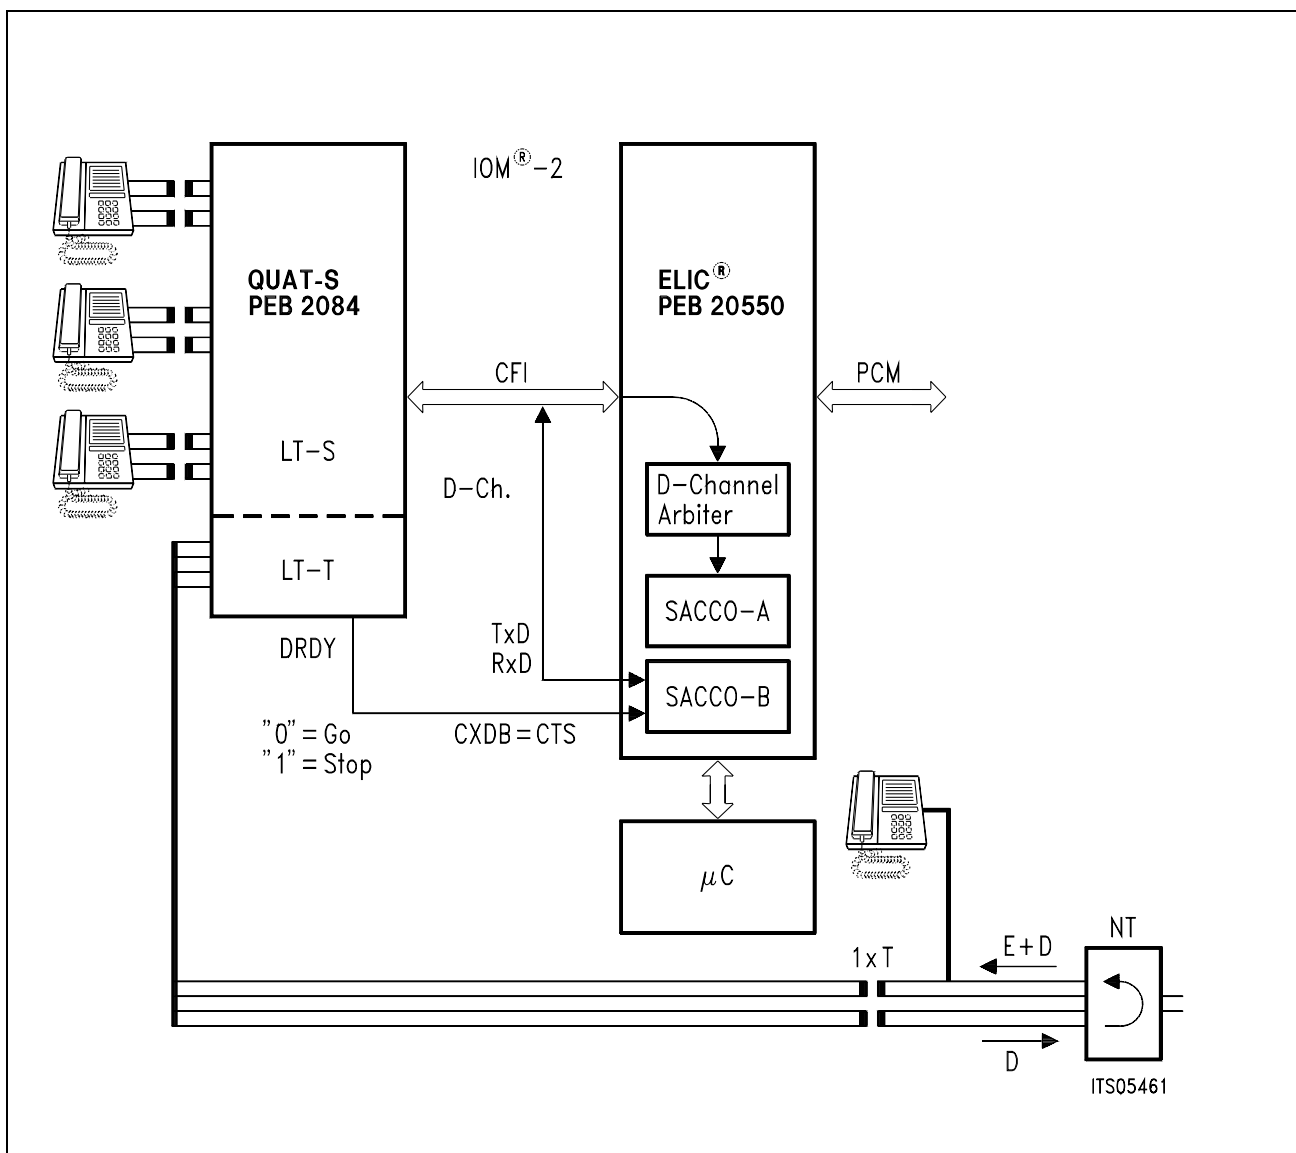 IOM®-2
QUAT-S
PEB 2084
ELIC®
PEB 20550
CFI
PCM
LT-S
D-Ch.
D-Channel
Arbiter
LT-T
SACCO-A
TxD
RxD
DRDY
SACCO-B
"0" = Go
"1" = Stop
CXDB = CTS
μC
NT
1xT
E+D
D
ITS05461